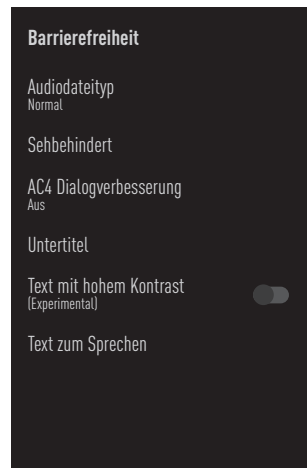 Barrierefreiheit
Audiodateityp
Normal
Sehbehindert
AC4 Dialogverbesserung
Aus
Untertitel
Text mit hohem Kontrast
(Experimental)
Text zum Sprechen